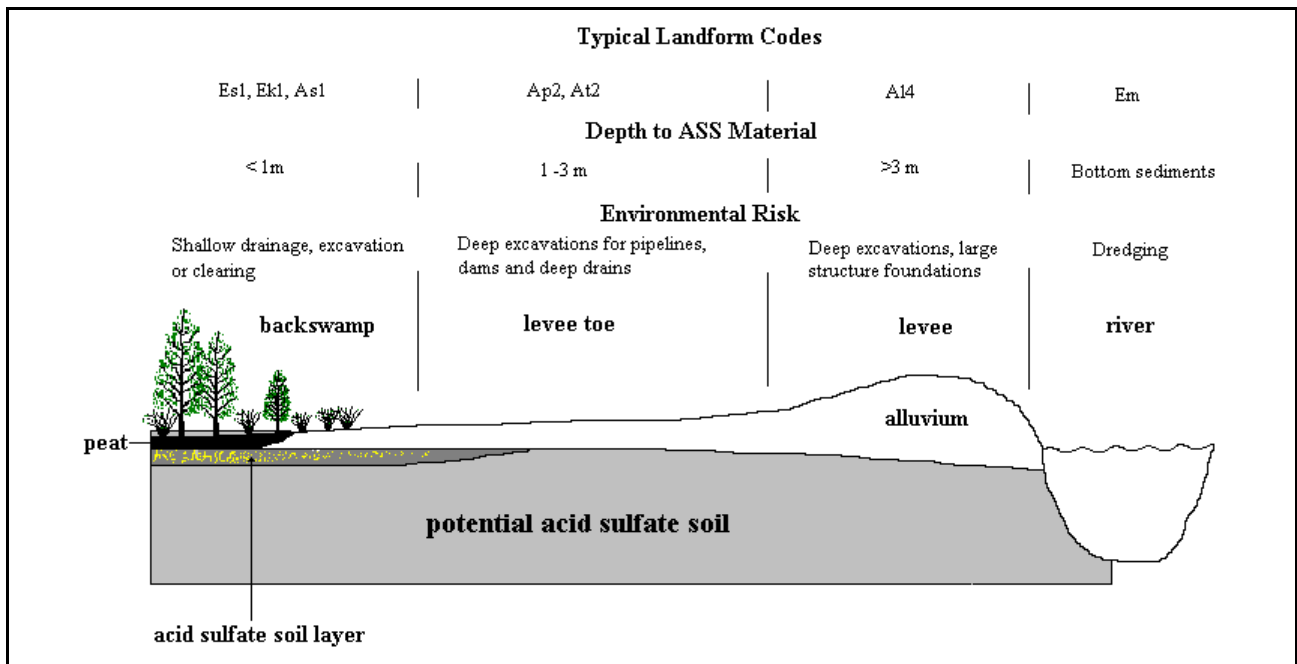 Typical Landform Codes
Es1, Ek1, As1 Ap2, At2 Al4 Em
Depth to ASS Material
< 1m 1 -3 m >3 m Bottom sediments
Environmental Risk
Shallow drainage, excavation
or clearing
Deep excavations for pipelines,
dams and deep drains
Deep excavations, large
structure foundations
Dredging
backswamp levee toe levee river
alluvium
peat
potential acid sulfate soil
acid sulfate soil layer